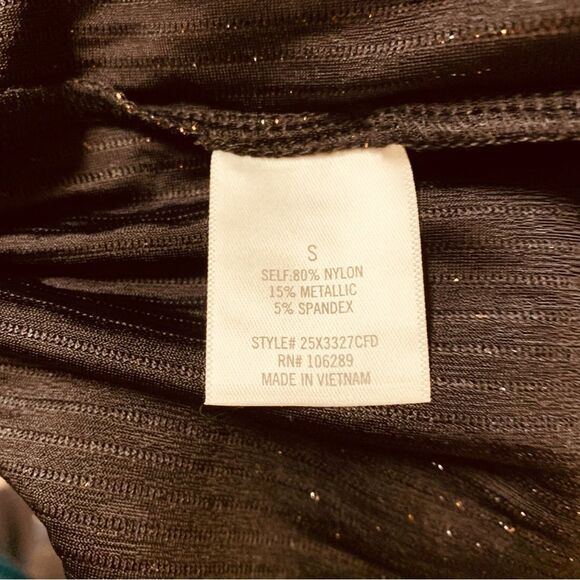 S
SELF:80% NYLON
15% METALLIC
5% SPANDEX
STYLE# 25X3327CFD
RN# 106289
MADE IN VIETNAM